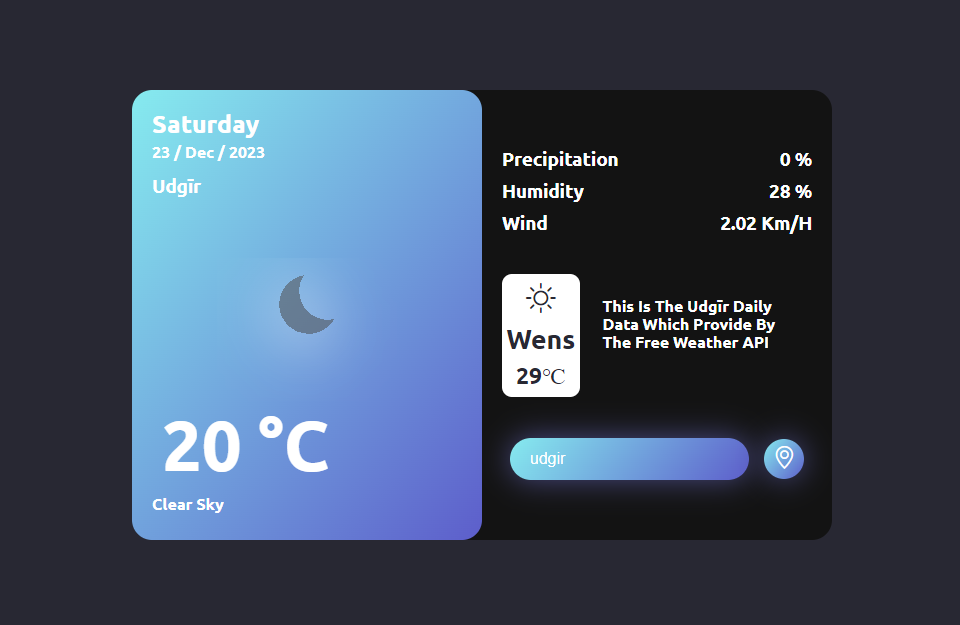 Saturday
23 / Dec / 2023
Udgīr
20 °C
Clear Sky
Precipitation 0 %
Humidity 28 %
Wind 2.02 Km/H
Wens
29℃
This Is The Udgīr Daily
Data Which Provide By
The Free Weather API
udgir